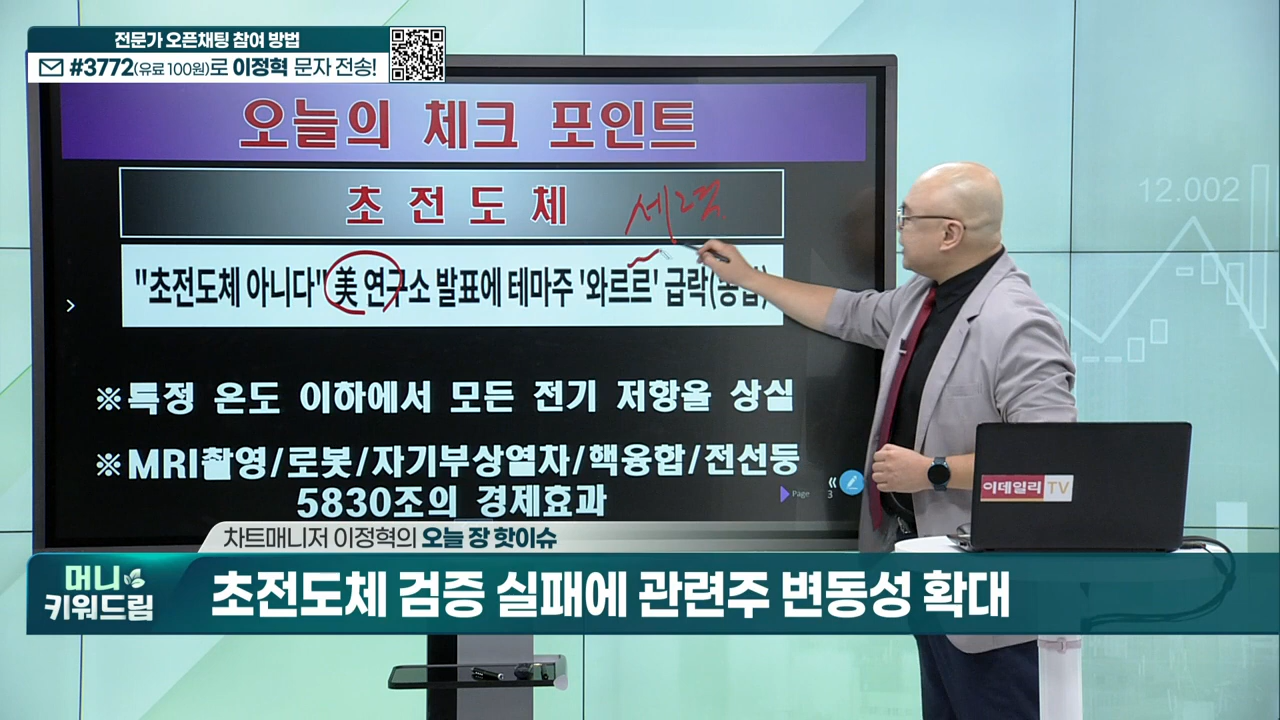 전문가 오픈채팅 참여 방법
#3772(유료 100원)로 이정혁 문자 전송!
오늘의 체크 포인트
초전도체 세력
"초전도체 아니다" 美 연구소 발표에 테마주 '와르르' 급락(종합)
※특정 온도 이하에서 모든 전기 저항을 상실
※MRI촬영/로봇/자기부상열차/핵융합/전선등
5830조의 경제효과
Page 3
12.002
이데일리TV
차트매니저 이정혁의 오늘 장 핫이슈
머니
키워드림
초전도체 검증 실패에 관련주 변동성 확대